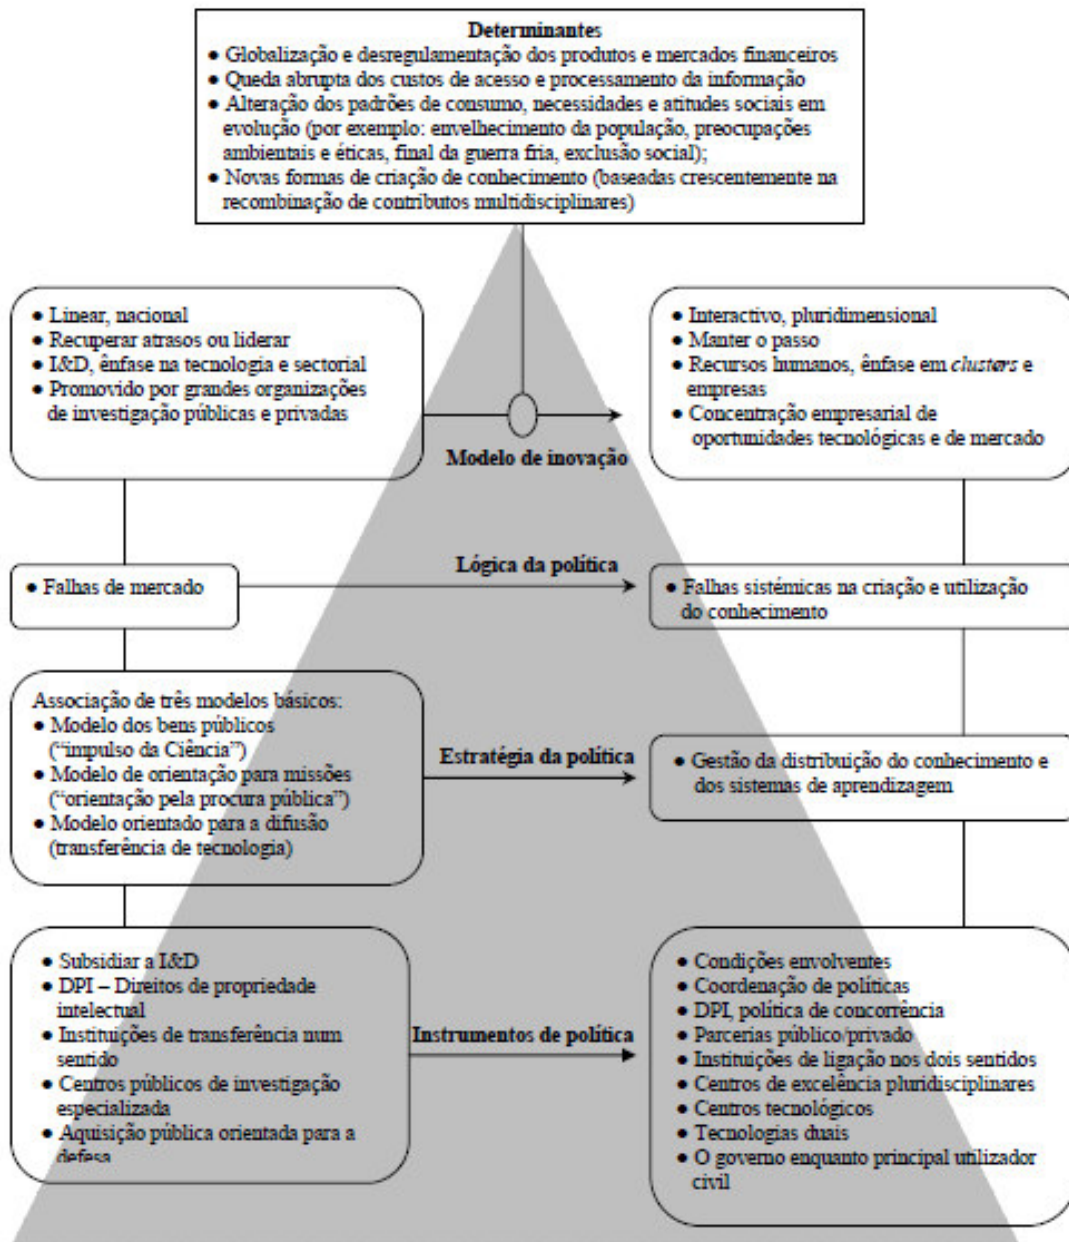 Determinantes
● Globalização e desregulamentação dos produtos e mercados financeiros
● Queda abrupta dos custos de acesso e processamento da informação
● Alteração dos padrões de consumo, necessidades e atitudes sociais em
evolução (por exemplo: envelhecimento da população, preocupações
ambientais e éticas, final da guerra fria, exclusão social);
● Novas formas de criação de conhecimento (baseadas crescentemente na
recombinação de contributos multidisciplinares)
● Linear, nacional
● Recuperar atrasos ou liderar
● I&D, ênfase na tecnologia e sectorial
● Promovido por grandes organizações
de investigação públicas e privadas
Modelo de inovação
● Interactivo, pluridimensional
● Manter o passo
● Recursos humanos, ênfase em clusters e
empresas
● Concentração empresarial de
oportunidades tecnológicas e de mercado
● Falhas de mercado
Lógica da política
● Falhas sistémicas na criação e utilização
do conhecimento
Associação de três modelos básicos:
● Modelo dos bens públicos
(“impulso da Ciência”)
● Modelo de orientação para missões
(“orientação pela procura pública”)
● Modelo orientado para a difusão
(transferência de tecnologia)
Estratégia da política
● Gestão da distribuição do conhecimento e
dos sistemas de aprendizagem
● Subsidiar a I&D
● DPI – Direitos de propriedade
intelectual
● Instituições de transferência num
sentido
● Centros públicos de investigação
especializada
● Aquisição pública orientada para a
defesa
Instrumentos de política
● Condições envolventes
● Coordenação de políticas
● DPI, política de concorrência
● Parcerias público/privado
● Instituições de ligação nos dois sentidos
● Centros de excelência pluridisciplinares
● Centros tecnológicos
● Tecnologias duais
● O governo enquanto principal utilizador
civil